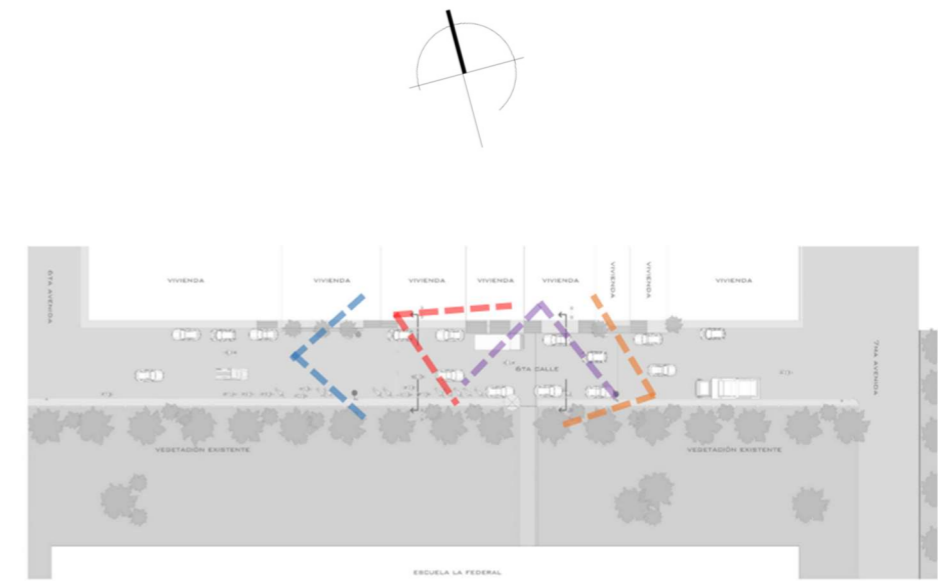 6TA AVENIDA
VIVIENDA
VIVIENDA
VIVIENDA
VIVIENDA
VIVIENDA
VIVIENDA
VIVIENDA
VIVIENDA
6TA CALLE
7MA AVENIDA
VEGETACIÓN EXISTENTE
VEGETACIÓN EXISTENTE
ESCUELA LA FEDERAL